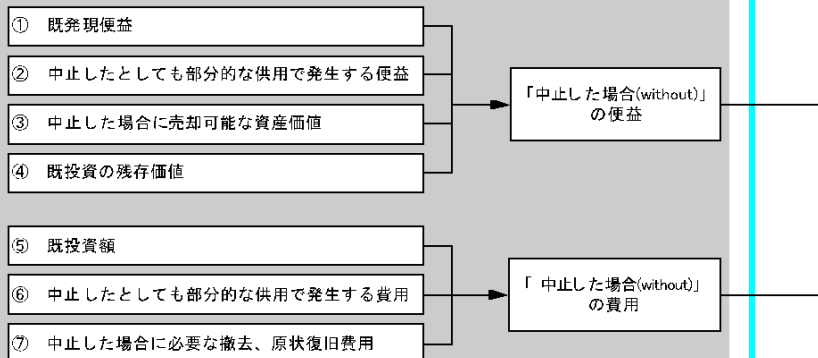 ① 既発現便益
② 中止したとしても部分的な供用で発生する便益
③ 中止した場合に売却可能な資産価値
④ 既投資の残存価値
「中止した場合(without)」
の便益
⑤ 既投資額
⑥ 中止したとしても部分的な供用で発生する費用
⑦ 中止した場合に必要な撤去、原状復旧費用
「 中止した場合(without)」
の費用